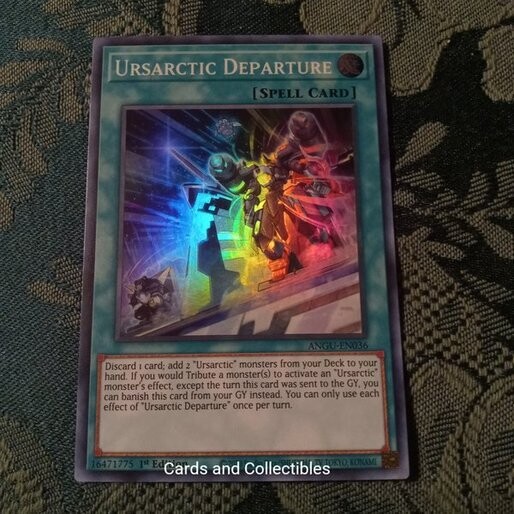 URSARCTIC DEPARTURE
[SPELL CARD]
ANGU-EN036
Discard 1 card; add 2 "Ursarctic" monsters from your Deck to your
hand. If you would Tribute a monster(s) to activate an "Ursarctic"
monster's effect, except the turn this card was sent to the GY, you
can banish this card from your GY instead. You can only use each
effect of "Ursarctic Departure" once per turn.
16471775 1st Edi
TOKYO KONAMI
Cards and Collectibles